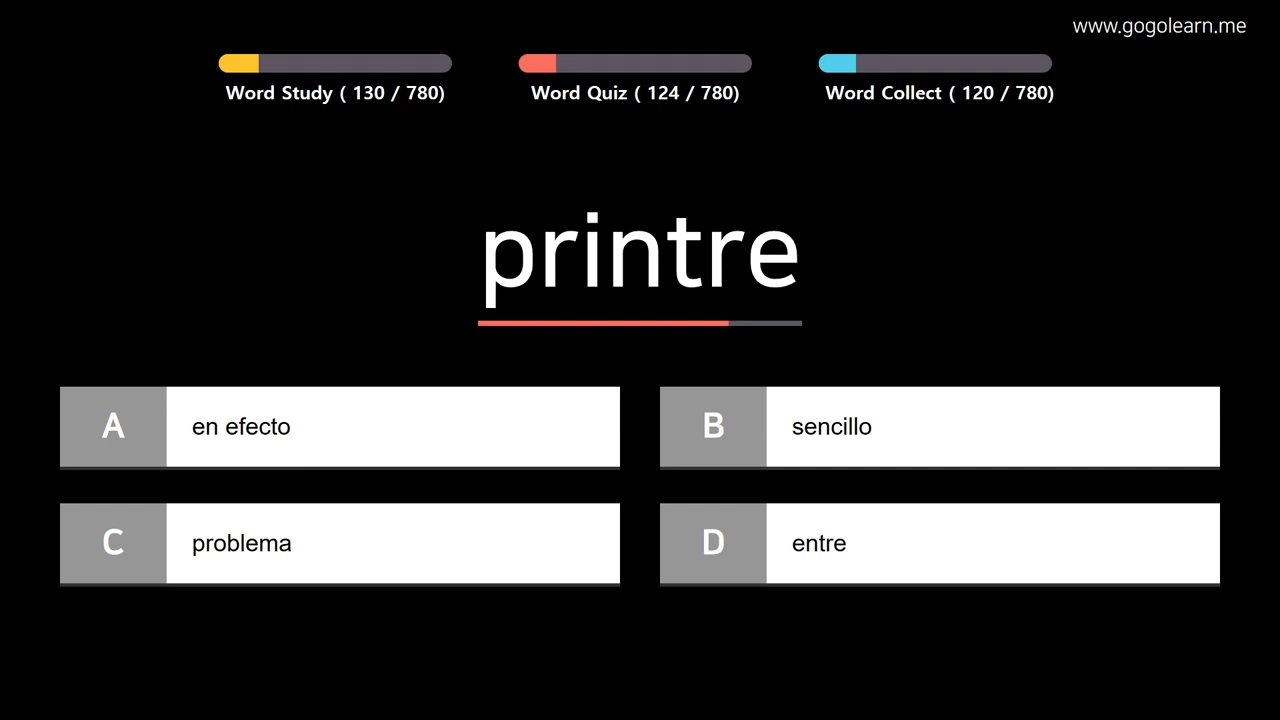 www.gogolearn.me
Word Study ( 130 / 780)
Word Quiz ( 124 / 780)
Word Collect ( 120 / 780)
printre
A en efecto
B sencillo
C problema
D entre